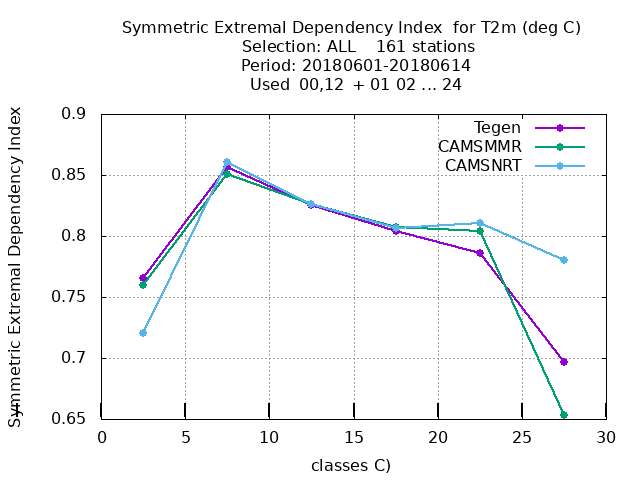 Symmetric Extremal Dependency Index for T2m (deg C)
Selection: ALL 161 stations
Period: 20180601-20180614
Used 00,12 + 01 02 ... 24
Symmetric Extremal Dependency Index
0.9
0.85
0.8
0.75
0.7
0.65
Tegen
CAMSMMR
CAMSNRT
0 5 10 15 20 25 30
classes C)